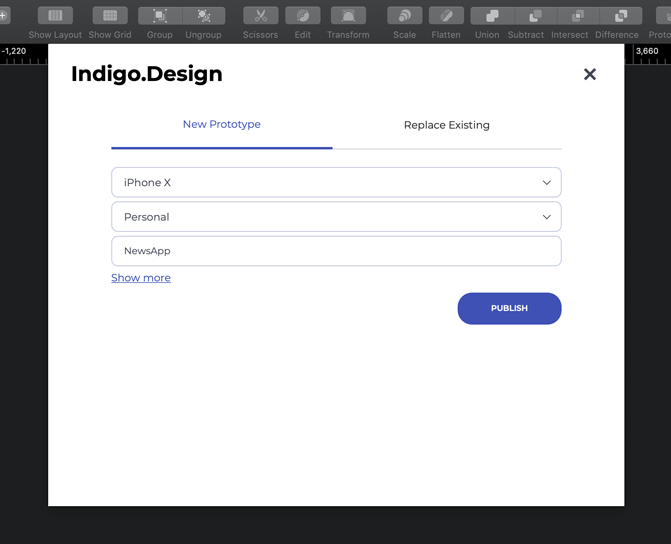 Show Layout Show Grid Group Ungroup Scissors Edit Transform Scale Flatten Union Subtract Intersect Difference
-1,220 3,660
Indigo.Design
New Prototype Replace Existing
iPhone X
Personal
NewsApp
Show more
PUBLISH